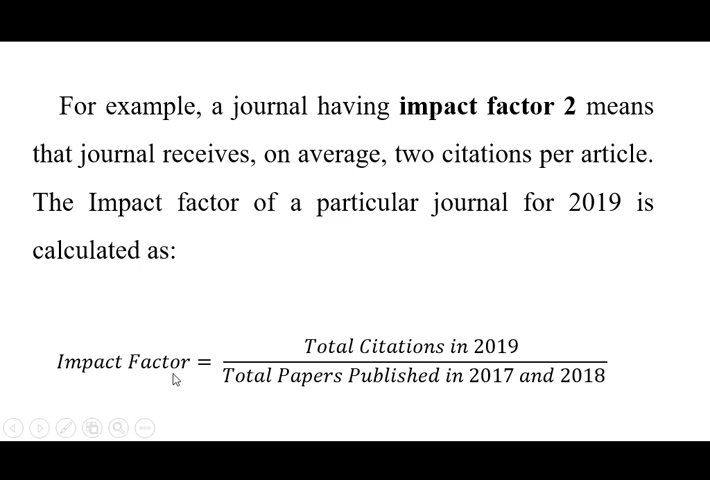 For example, a journal having impact factor 2 means
that journal receives, on average, two citations per article.
The Impact factor of a particular journal for 2019 is
calculated as:
Impact Factor = Total Citations in 2019 / Total Papers Published in 2017 and 2018